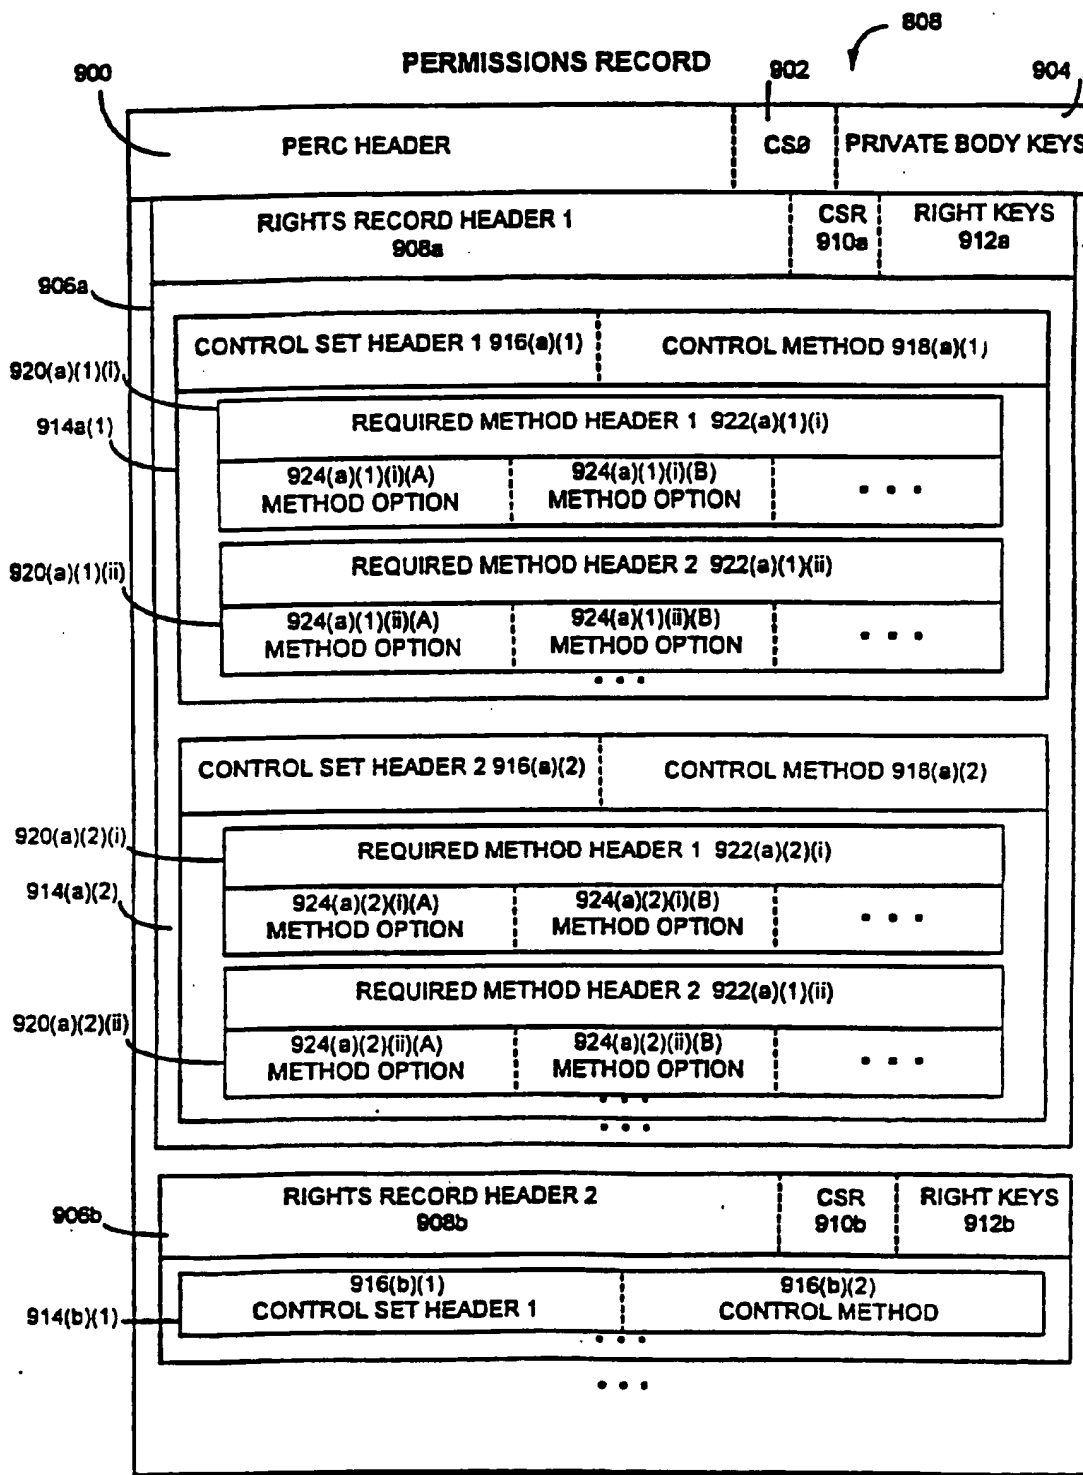 808
PERMISSIONS RECORD
900
902
904
PERC HEADER
CS0
PRIVATE BODY KEYS
RIGHTS RECORD HEADER 1
908a
CSR
910a
RIGHT KEYS
912a
906a
CONTROL SET HEADER 1 916(a)(1)
CONTROL METHOD 918(a)(1)
920(a)(1)(i)
REQUIRED METHOD HEADER 1 922(a)(1)(i)
914a(1)
924(a)(1)(i)(A)
METHOD OPTION
924(a)(1)(i)(B)
METHOD OPTION
• • •
920(a)(1)(ii)
REQUIRED METHOD HEADER 2 922(a)(1)(ii)
924(a)(1)(ii)(A)
METHOD OPTION
924(a)(1)(ii)(B)
METHOD OPTION
• • •
• • •
CONTROL SET HEADER 2 916(a)(2)
CONTROL METHOD 918(a)(2)
920(a)(2)(i)
REQUIRED METHOD HEADER 1 922(a)(2)(i)
914(a)(2)
924(a)(2)(i)(A)
METHOD OPTION
924(a)(2)(i)(B)
METHOD OPTION
• • •
REQUIRED METHOD HEADER 2 922(a)(1)(ii)
920(a)(2)(ii)
924(a)(2)(ii)(A)
METHOD OPTION
924(a)(2)(ii)(B)
METHOD OPTION
• • •
• • •
• • •
906b
RIGHTS RECORD HEADER 2
908b
CSR
910b
RIGHT KEYS
912b
914(b)(1)
916(b)(1)
CONTROL SET HEADER 1
916(b)(2)
CONTROL METHOD
• • •
• • •